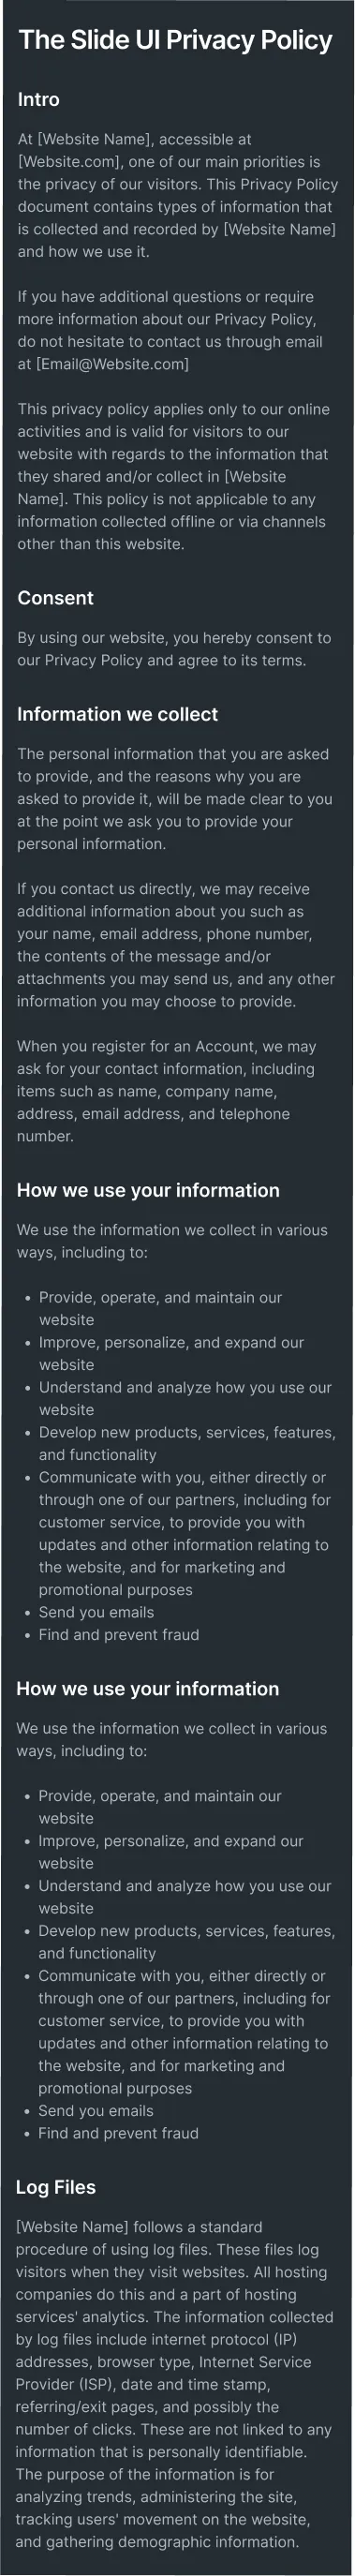 The Slide UI Privacy Policy
Intro
At [Website Name], accessible at
[Website.com], one of our main priorities is
the privacy of our visitors. This Privacy Policy
document contains types of information that
is collected and recorded by [Website Name]
and how we use it.
If you have additional questions or require
more information about our Privacy Policy,
do not hesitate to contact us through email
at [Email@Website.com]
This privacy policy applies only to our online
activities and is valid for visitors to our
website with regards to the information that
they shared and/or collect in [Website
Name]. This policy is not applicable to any
information collected offline or via channels
other than this website.
Consent
By using our website, you hereby consent to
our Privacy Policy and agree to its terms.
Information we collect
The personal information that you are asked
to provide, and the reasons why you are
asked to provide it, will be made clear to you
at the point we ask you to provide your
personal information.
If you contact us directly, we may receive
additional information about you such as
your name, email address, phone number,
the contents of the message and/or
attachments you may send us, and any other
information you may choose to provide.
When you register for an Account, we may
ask for your contact information, including
items such as name, company name,
address, email address, and telephone
number.
How we use your information
We use the information we collect in various
ways, including to:
• Provide, operate, and maintain our
website
• Improve, personalize, and expand our
website
• Understand and analyze how you use our
website
• Develop new products, services, features,
and functionality
• Communicate with you, either directly or
through one of our partners, including for
customer service, to provide you with
updates and other information relating to
the website, and for marketing and
promotional purposes
• Send you emails
• Find and prevent fraud
How we use your information
We use the information we collect in various
ways, including to:
• Provide, operate, and maintain our
website
• Improve, personalize, and expand our
website
• Understand and analyze how you use our
website
• Develop new products, services, features,
and functionality
• Communicate with you, either directly or
through one of our partners, including for
customer service, to provide you with
updates and other information relating to
the website, and for marketing and
promotional purposes
• Send you emails
• Find and prevent fraud
Log Files
[Website Name] follows a standard
procedure of using log files. These files log
visitors when they visit websites. All hosting
companies do this and a part of hosting
services' analytics. The information collected
by log files include internet protocol (IP)
addresses, browser type, Internet Service
Provider (ISP), date and time stamp,
referring/exit pages, and possibly the
number of clicks. These are not linked to any
information that is personally identifiable.
The purpose of the information is for
analyzing trends, administering the site,
tracking users' movement on the website,
and gathering demographic information.